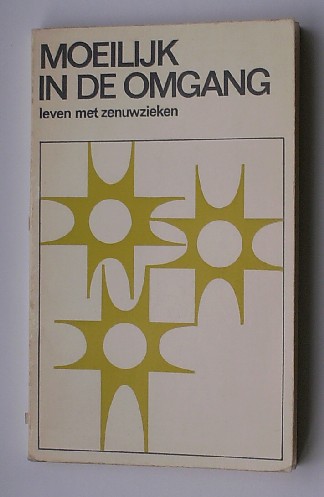 MOEILIJK
IN DE OMGANG
leven met zenuwzieken